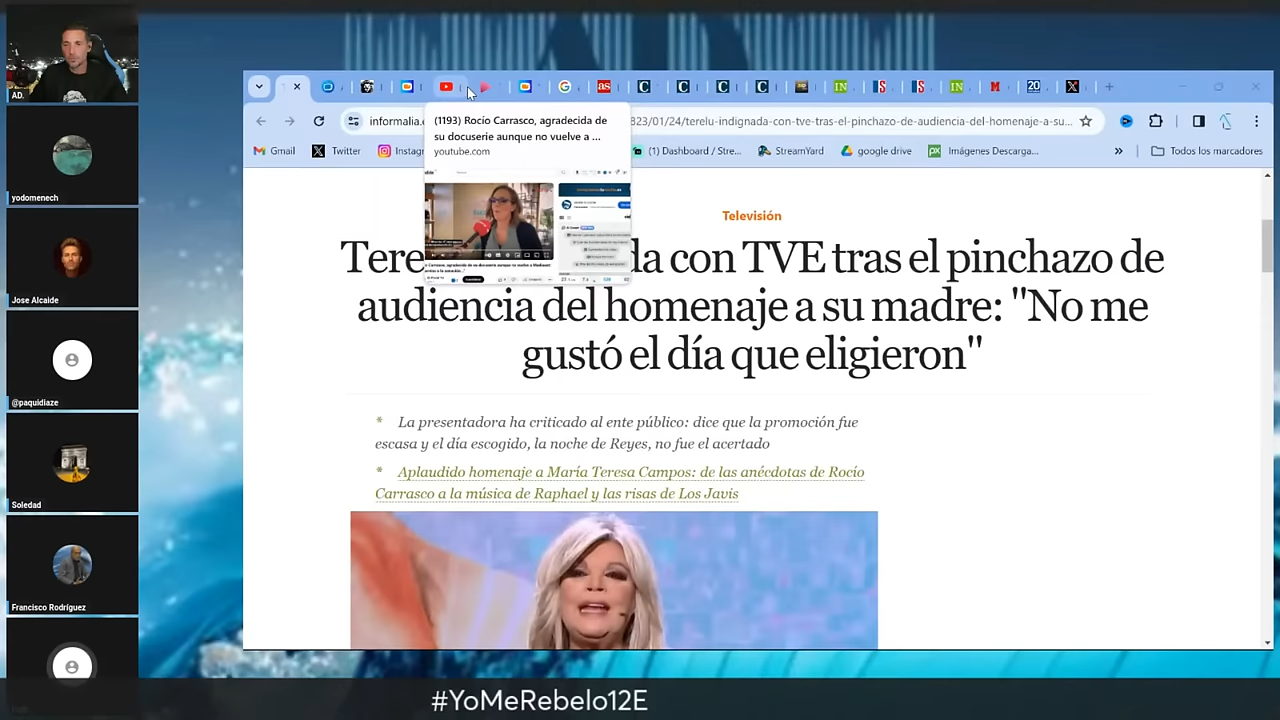 AD.
yodomenech
Jose Alcaide
@paquidiaze
Soledad
Francisco Rodríguez
informalia.e
323/01/24/terelu-indignada-con-tve-tras-el-pinchazo-de-audiencia-del-homenaje-a-su...
Gmail
Twitter
Instag
(1) Dashboard / Stre...
StreamYard
google drive
Imágenes Descarga...
»
Todos los marcadores
(1193) Rocío Carrasco, agradecida de
su docuserie aunque no vuelve a ...
youtube.com
Televisión
Tere da con TVE tras el pinchazo de
audiencia del homenaje a su madre: "No me
gustó el día que eligieron"
* La presentadora ha criticado al ente público: dice que la promoción fue
escasa y el día escogido, la noche de Reyes, no fue el acertado
* Aplaudido homenaje a María Teresa Campos: de las anécdotas de Rocío
Carrasco a la música de Raphael y las risas de Los Javis
#YoMeRebelo12E